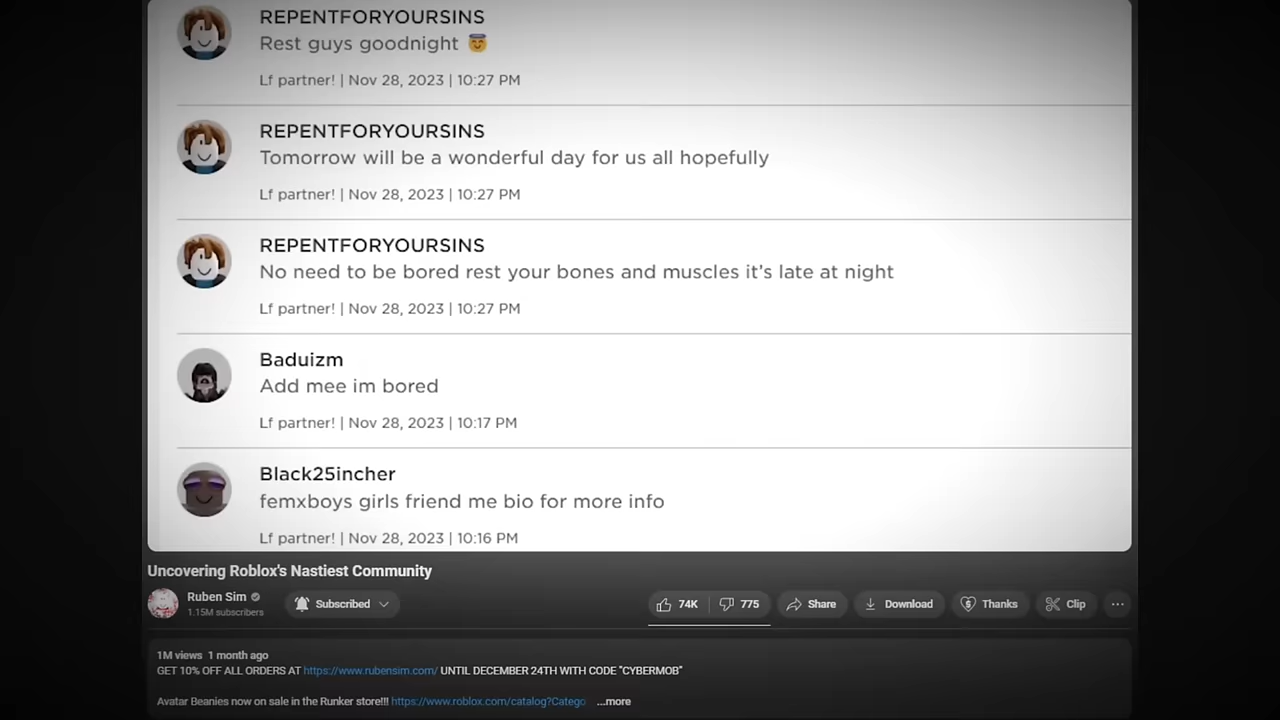 REPENTFORYOURSINS
Rest guys goodnight 😇
Lf partner! | Nov 28, 2023 | 10:27 PM
REPENTFORYOURSINS
Tomorrow will be a wonderful day for us all hopefully
Lf partner! | Nov 28, 2023 | 10:27 PM
REPENTFORYOURSINS
No need to be bored rest your bones and muscles it’s late at night
Lf partner! | Nov 28, 2023 | 10:27 PM
Baduizm
Add mee im bored
Lf partner! | Nov 28, 2023 | 10:17 PM
Black25incher
femxboys girls friend me bio for more info
Lf partner! | Nov 28, 2023 | 10:16 PM
Uncovering Roblox's Nastiest Community
Ruben Sim
1.15M subscribers
Subscribed
74K
775
Share
Download
Thanks
Clip
1M views 1 month ago
GET 10% OFF ALL ORDERS AT https://www.rubensim.com/ UNTIL DECEMBER 24TH WITH CODE "CYBERMOB"
Avatar Beanies now on sale in the Runker store!!! https://www.roblox.com/catalog?Catego ...more